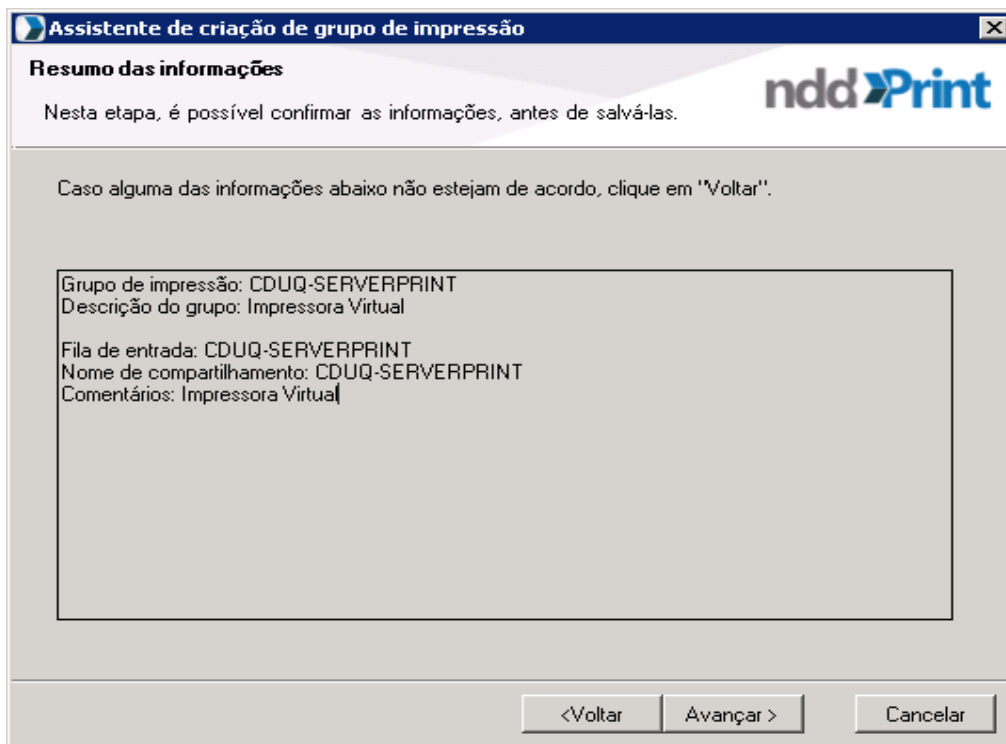 Assistente de criação de grupo de impressão
Resumo das informações
nddPrint
Nesta etapa, é possível confirmar as informações, antes de salvá-las.
Caso alguma das informações abaixo não estejam de acordo, clique em "Voltar".
Grupo de impressão: CDUQ-SERVERPRINT
Descrição do grupo: Impressora Virtual
Fila de entrada: CDUQ-SERVERPRINT
Nome de compartilhamento: CDUQ-SERVERPRINT
Comentários: Impressora Virtual
<Voltar
Avançar >
Cancelar